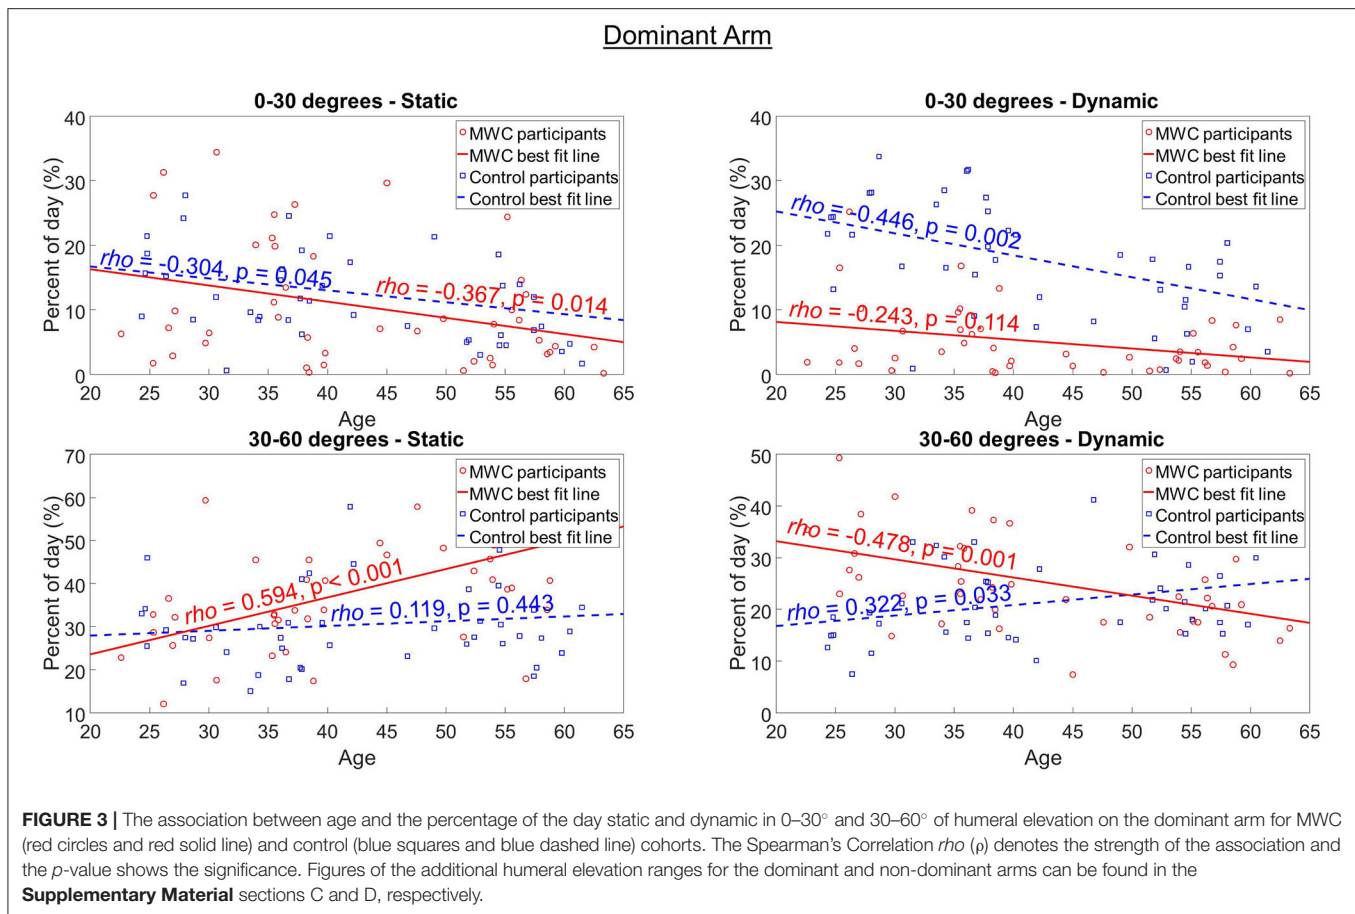 Dominant Arm
0-30 degrees - Static
Percent of day (%)
40
30
20
10
0
MWC participants
MWC best fit line
Control participants
Control best fit line
rho = -0.304, p = 0.045
rho = -0.367, p = 0.014
20 25 30 35 40 45 50 55 60 65
Age
0-30 degrees - Dynamic
Percent of day (%)
40
30
20
10
0
MWC participants
MWC best fit line
Control participants
Control best fit line
rho = -0.446, p = 0.002
rho = -0.243, p = 0.114
20 25 30 35 40 45 50 55 60 65
Age
30-60 degrees - Static
Percent of day (%)
70
60
50
40
30
20
10
MWC participants
MWC best fit line
Control participants
Control best fit line
rho = 0.594, p < 0.001
rho = 0.119, p = 0.443
20 25 30 35 40 45 50 55 60 65
Age
30-60 degrees - Dynamic
Percent of day (%)
50
40
30
20
10
0
MWC participants
MWC best fit line
Control participants
Control best fit line
rho = -0.478, p = 0.001
rho = 0.322, p = 0.033
20 25 30 35 40 45 50 55 60 65
Age
FIGURE 3 | The association between age and the percentage of the day static and dynamic in 0–30° and 30–60° of humeral elevation on the dominant arm for MWC
(red circles and red solid line) and control (blue squares and blue dashed line) cohorts. The Spearman's Correlation rho (ρ) denotes the strength of the association and
the p-value shows the significance. Figures of the additional humeral elevation ranges for the dominant and non-dominant arms can be found in the
Supplementary Material sections C and D, respectively.